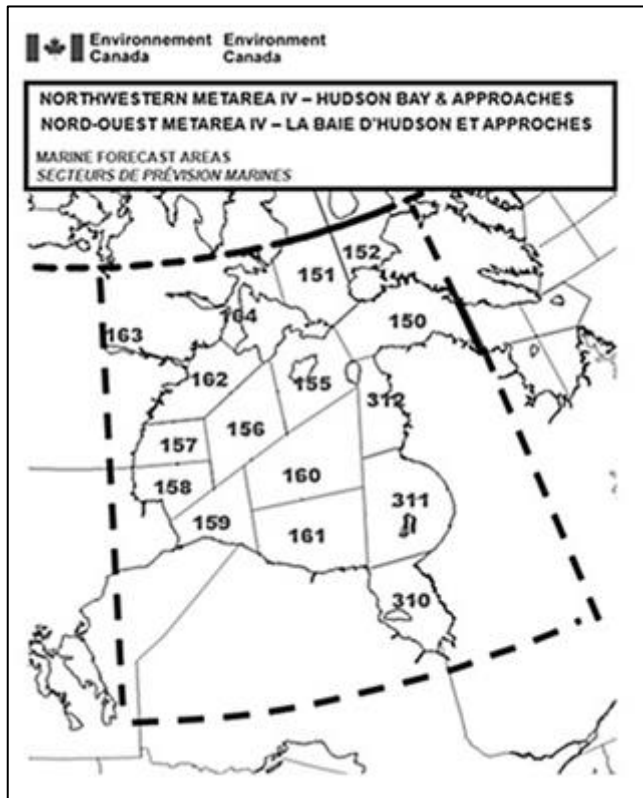 Environnement Environment
Canada Canada
NORTHWESTERN METAREA IV – HUDSON BAY & APPROACHES
NORD-OUEST METAREA IV – LA BAIE D'HUDSON ET APPROCHES
MARINE FORECAST AREAS
SECTEURS DE PRÉVISION MARINES
152
151
164
150
163
155
162
312
156
157
160
158
311
159
161
310